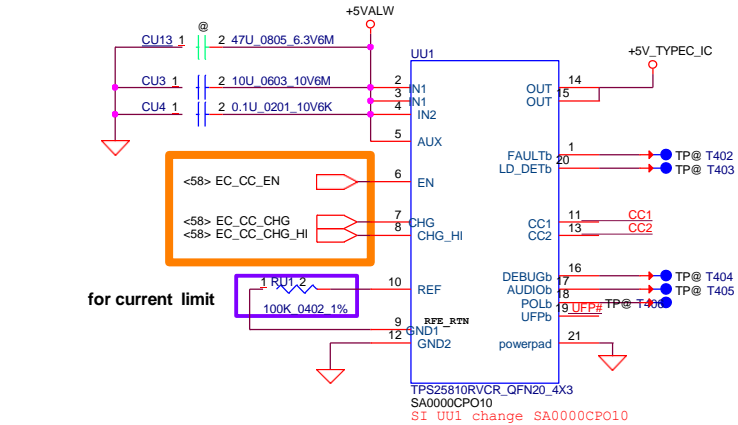 +5VALW
@
CU13 1 2 47U_0805_6.3V6M
CU3 1 2 10U_0603_10V6M
CU4 1 2 0.1U_0201_10V6K
UU1
+5V_TYPEC_IC
2 IN1
3 IN1
4 IN2
5 AUX
OUT 14
OUT 15
FAULTb 1 TP@ T402
LD_DETb 20 TP@ T403
<58> EC_CC_EN 6 EN
<58> EC_CC_CHG 7 CHG
<58> EC_CC_CHG_HI 8 CHG_HI
CC1 11 CC1
CC2 13 CC2
for current limit
1 RU1 2
100K_0402_1%
10 REF
RFE_RTN
9 GND1
12 GND2
DEBUGb 16 TP@ T404
AUDIOb 17 TP@ T405
POLb 18 TP@
UFPb 19 UFP#
powerpad 21
TPS25810RVCR_QFN20_4X3
SA0000CPO10
SI UU1 change SA0000CPO10